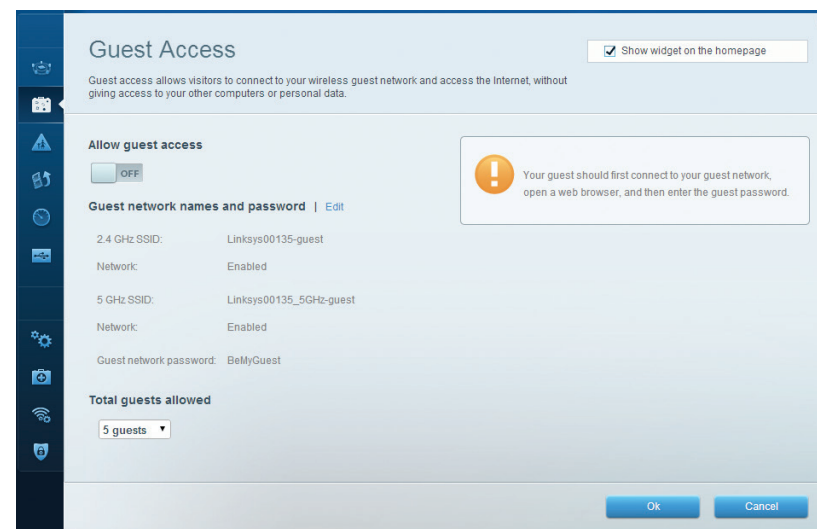 Guest Access
Show widget on the homepage
Guest access allows visitors to connect to your wireless guest network and access the Internet, without
giving access to your other computers or personal data.
Allow guest access
OFF
Your guest should first connect to your guest network,
open a web browser, and then enter the guest password.
Guest network names and password | Edit
2.4 GHz SSID: Linksys00135-guest
Network: Enabled
5 GHz SSID: Linksys00135_5GHz-guest
Network: Enabled
Guest network password: BeMyGuest
Total guests allowed
5 guests
Ok Cancel